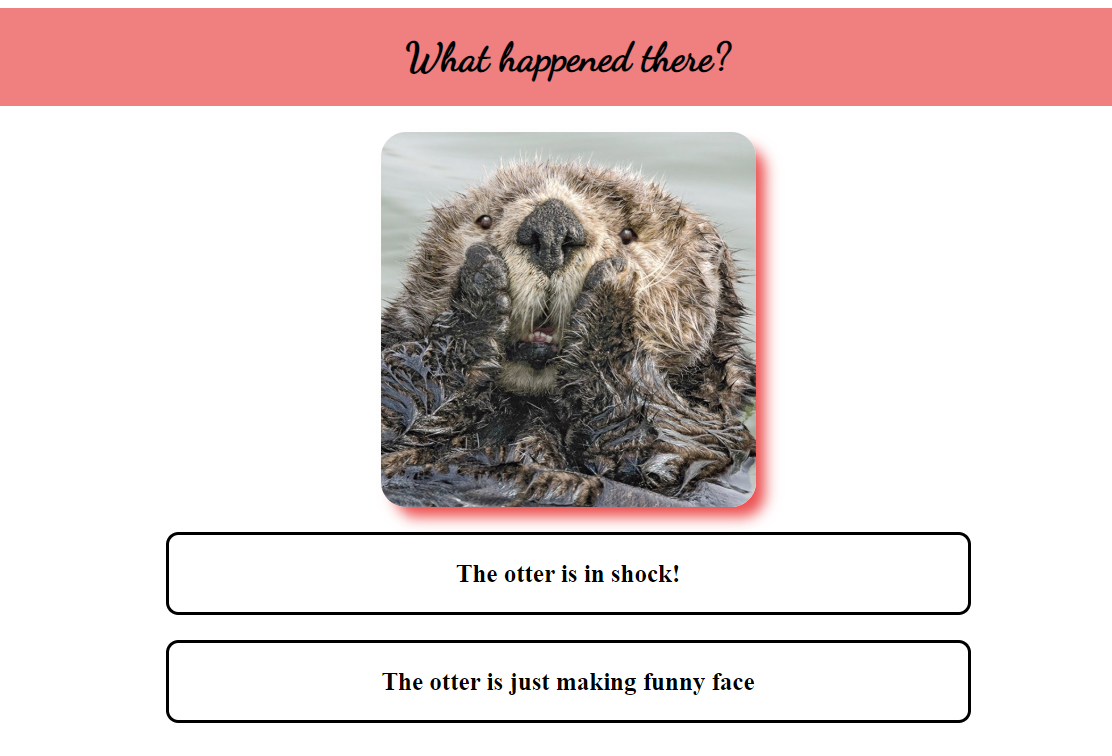 What happened there?
The otter is in shock!
The otter is just making funny face